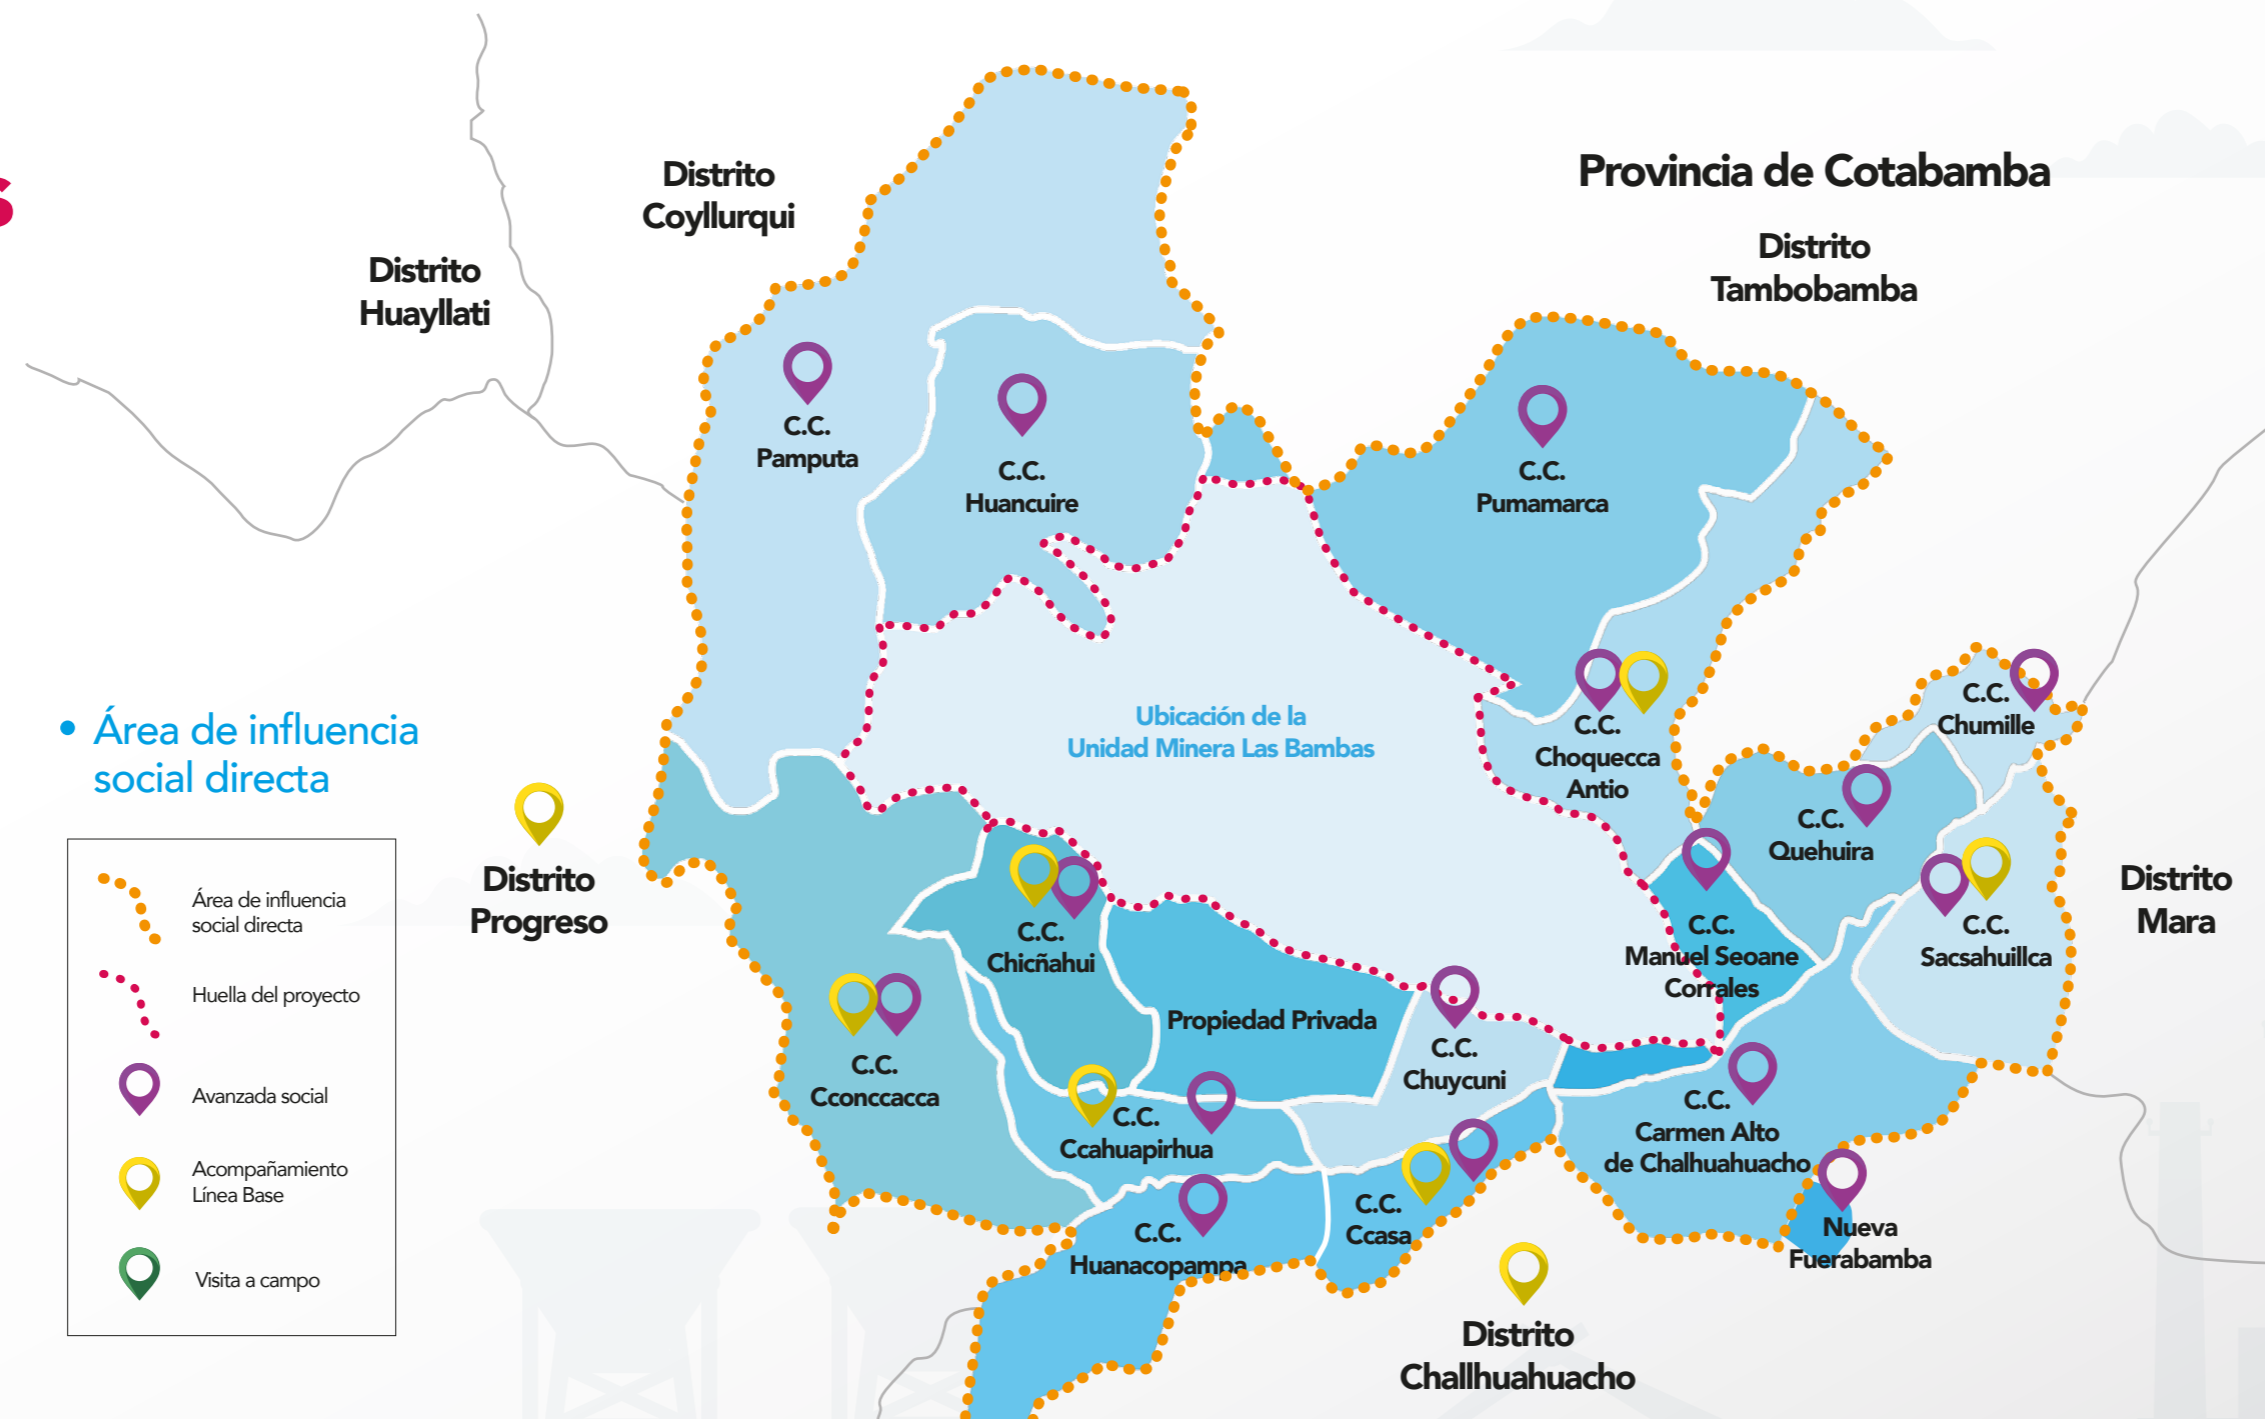 s
Distrito
Coyllurqui
Provincia de Cotabamba
Distrito
Tambobamba
Distrito
Huayllati
C.C.
Pamputa
C.C.
Huancuire
C.C.
Pumamarca
Ubicación de la
Unidad Minera Las Bambas
C.C.
Choquecca
Antio
C.C.
Chumille
C.C.
Quehuira
• Área de influencia
social directa
Área de influencia
social directa
Huella del proyecto
Avanzada social
Acompañamiento
Línea Base
Visita a campo
Distrito
Progreso
C.C.
Chicñahui
C.C.
Manuel Seoane
Corrales
C.C.
Sacsahuillca
Distrito
Mara
Propiedad Privada
C.C.
Cconccacca
C.C.
Chuycuni
C.C.
Ccahuapirhua
C.C.
Carmen Alto
de Chalhuahuacho
C.C.
Huanacopampa
C.C.
Ccasa
Nueva
Fuerabamba
Distrito
Challhuahuacho